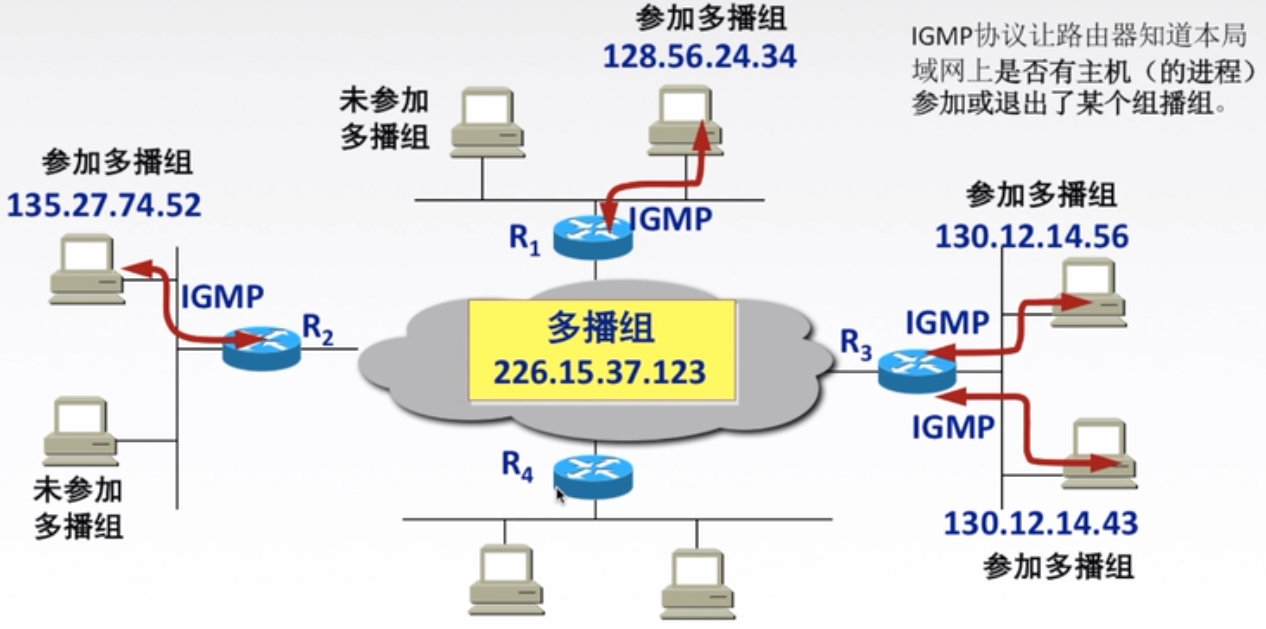 参加多播组
128.56.24.34
IGMP协议让路由器知道本局
域网上是否有主机（的进程）
参加或退出了某个组播组。
未参加
多播组
参加多播组
135.27.74.52
参加多播组
130.12.14.56
R1
IGMP
IGMP
R2
多播组
226.15.37.123
R3
IGMP
IGMP
R4
未参加
多播组
130.12.14.43
参加多播组